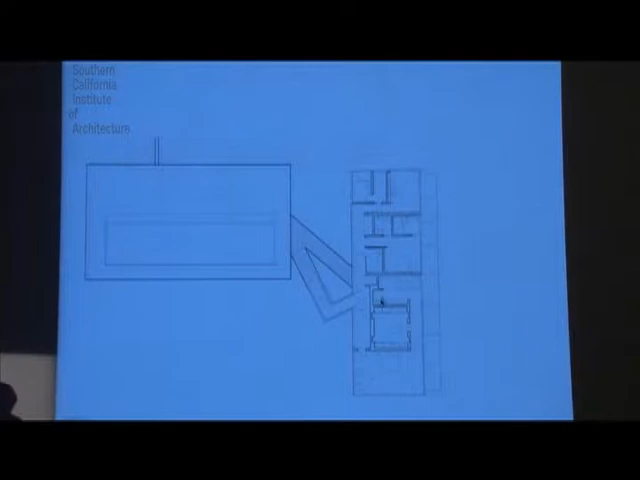 Southern
California
Institute
of
Architecture